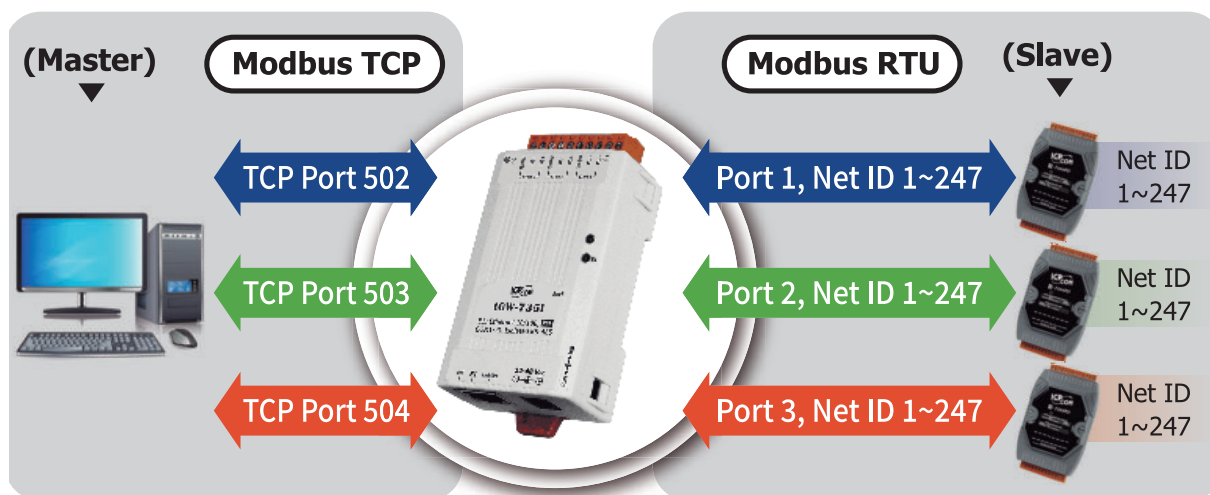 (Master)
Modbus TCP
Modbus RTU
(Slave)
TCP Port 502
Port 1, Net ID 1~247
Net ID
1~247
TCP Port 503
Port 2, Net ID 1~247
Net ID
1~247
TCP Port 504
Port 3, Net ID 1~247
Net ID
1~247